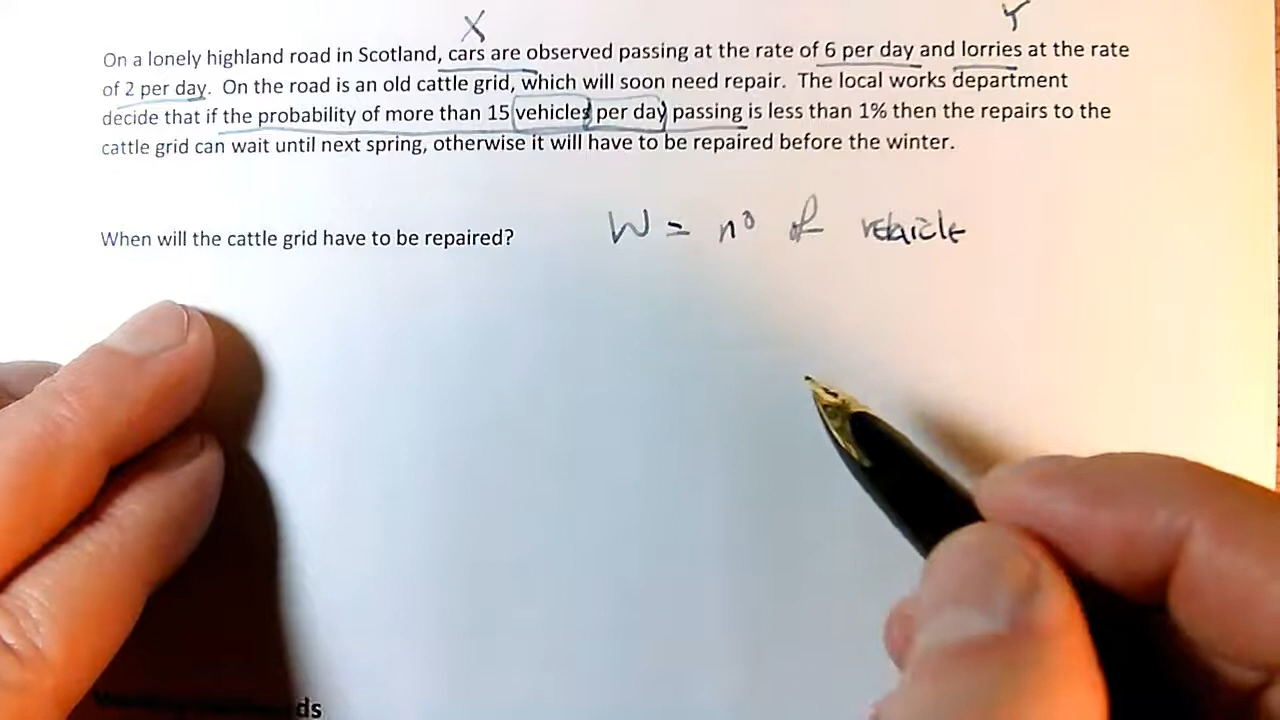 X Y
On a lonely highland road in Scotland, cars are observed passing at the rate of 6 per day and lorries at the rate
of 2 per day. On the road is an old cattle grid, which will soon need repair. The local works department
decide that if the probability of more than 15 vehicles per day passing is less than 1% then the repairs to the
cattle grid can wait until next spring, otherwise it will have to be repaired before the winter.
When will the cattle grid have to be repaired? W = nº of vehicle
ds